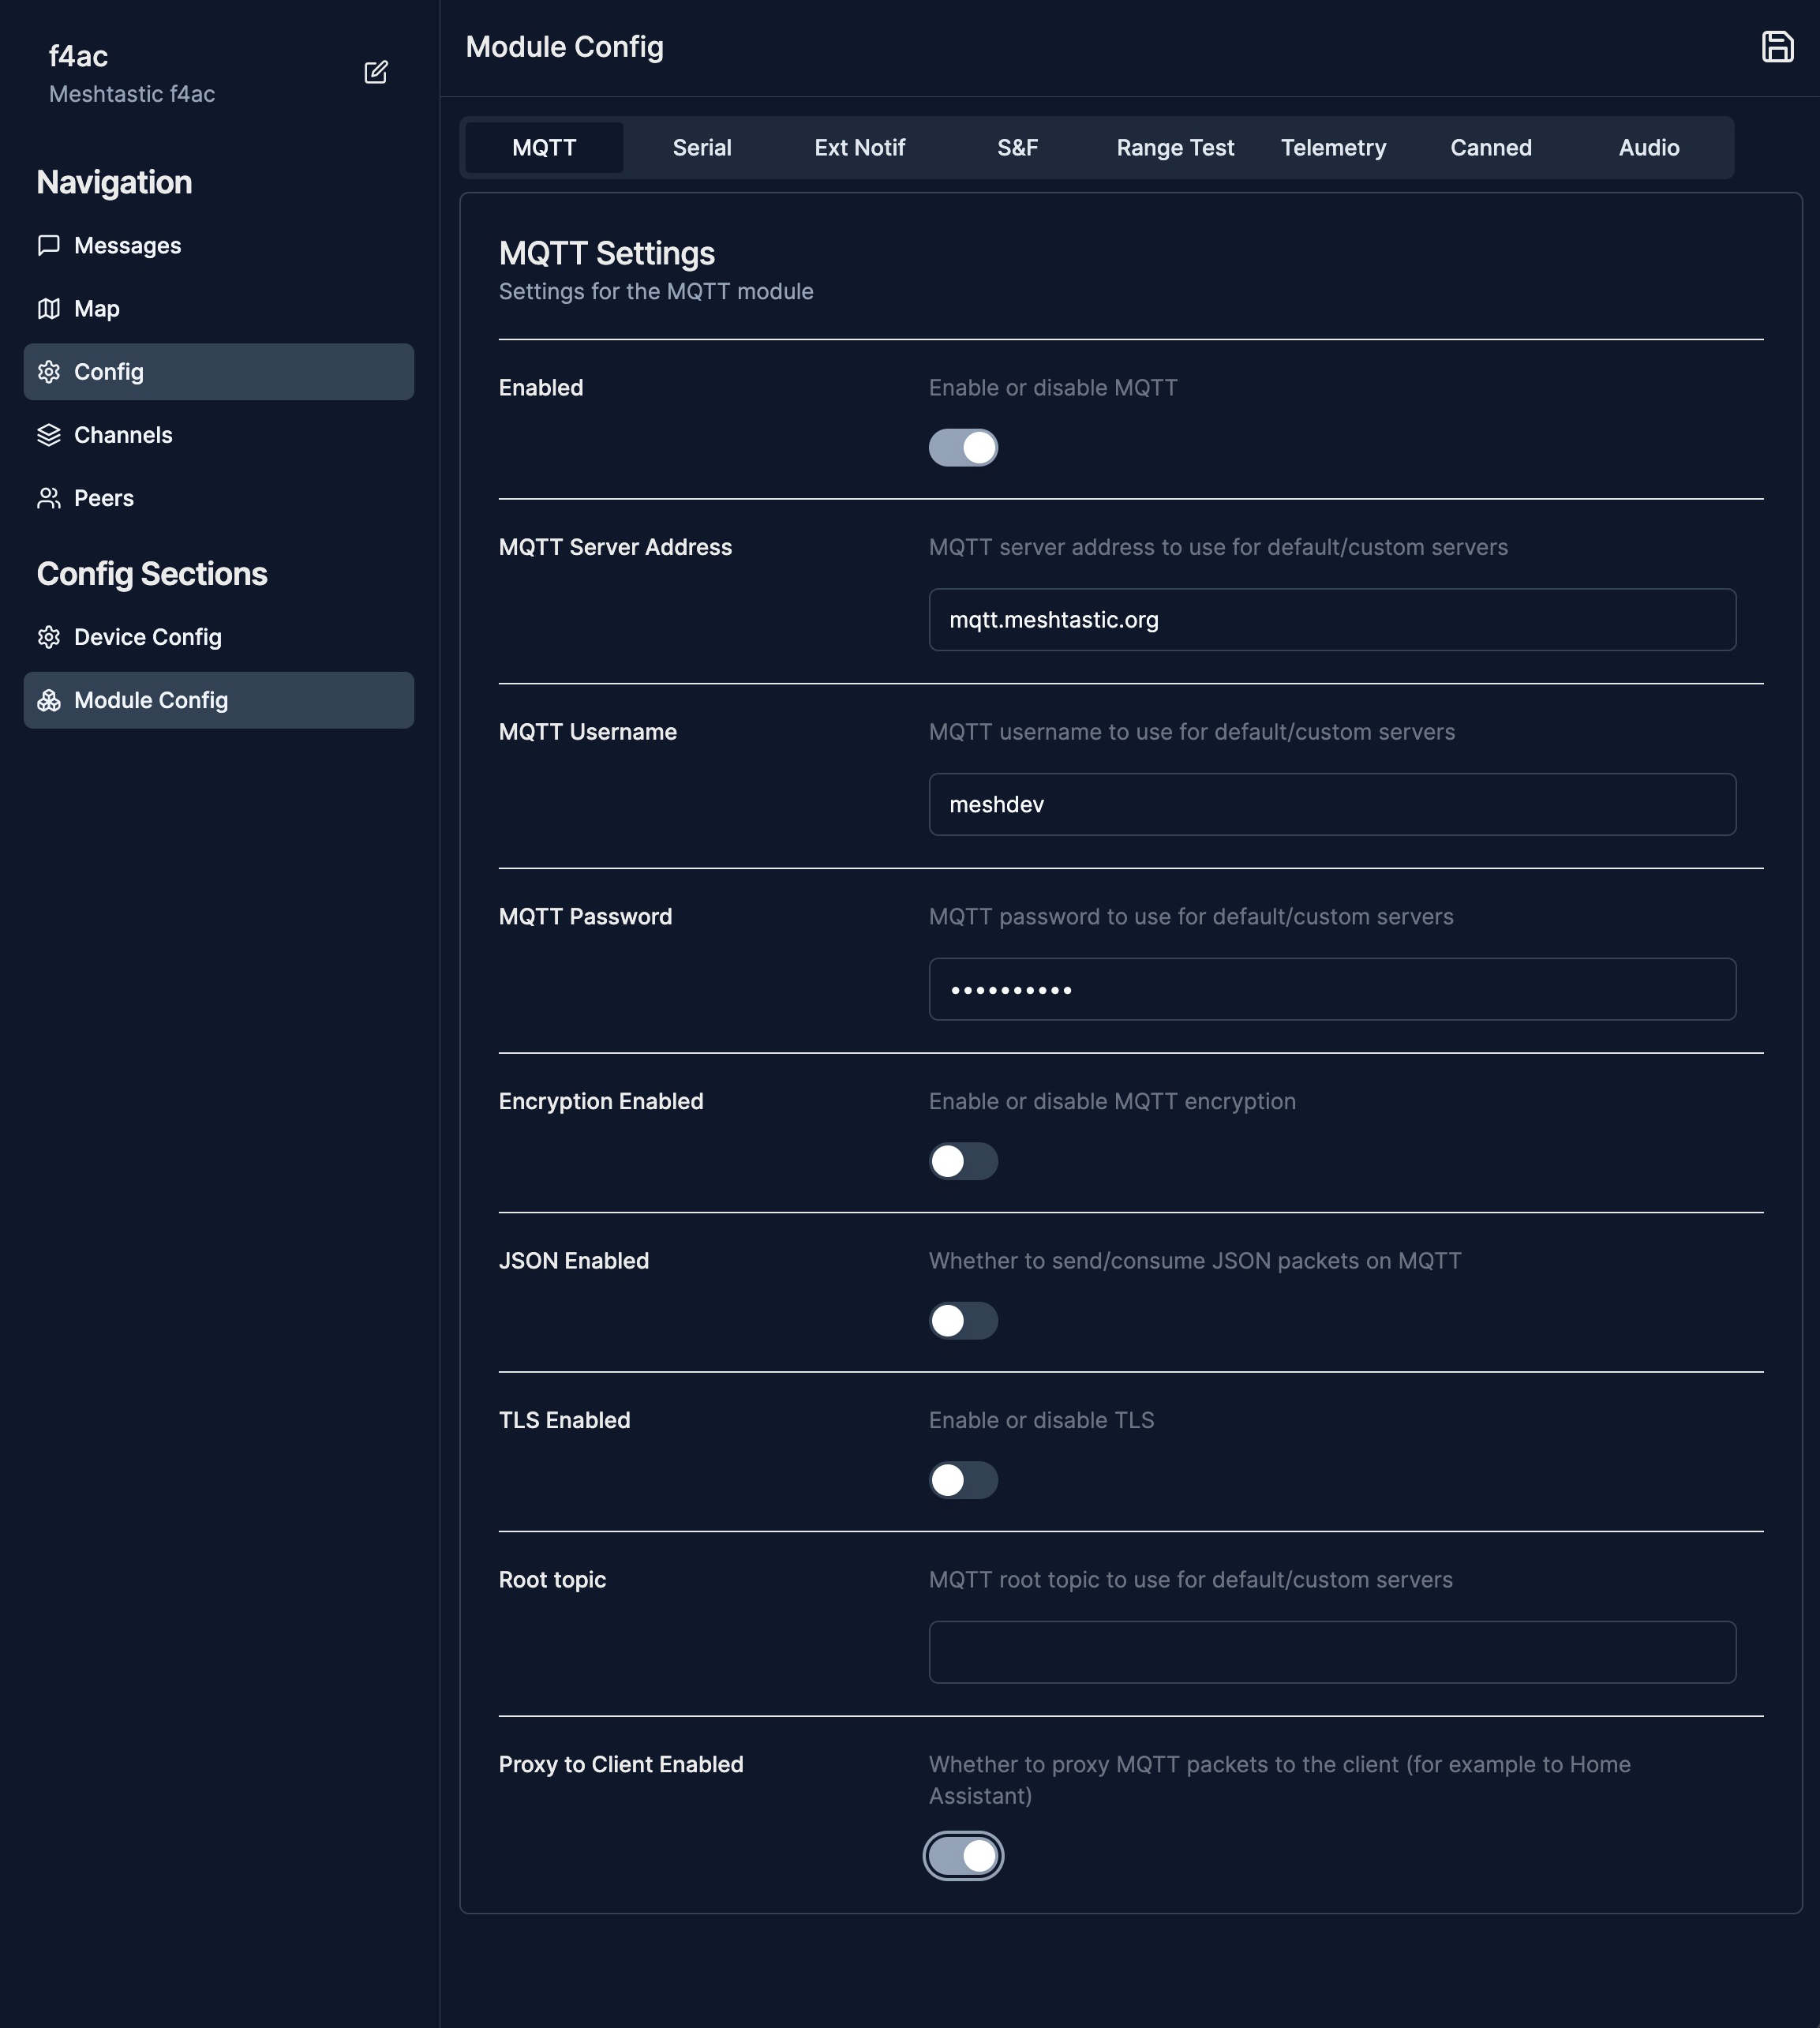 f4ac
Meshtastic f4ac
Navigation
Messages
Map
Config
Channels
Peers
Config Sections
Device Config
Module Config
Module Config
MQTT Serial Ext Notif S&F Range Test Telemetry Canned Audio
MQTT Settings
Settings for the MQTT module
Enabled
Enable or disable MQTT
MQTT Server Address
MQTT server address to use for default/custom servers
mqtt.meshtastic.org
MQTT Username
MQTT username to use for default/custom servers
meshdev
MQTT Password
MQTT password to use for default/custom servers
••••••••••
Encryption Enabled
Enable or disable MQTT encryption
JSON Enabled
Whether to send/consume JSON packets on MQTT
TLS Enabled
Enable or disable TLS
Root topic
MQTT root topic to use for default/custom servers
Proxy to Client Enabled
Whether to proxy MQTT packets to the client (for example to Home
Assistant)